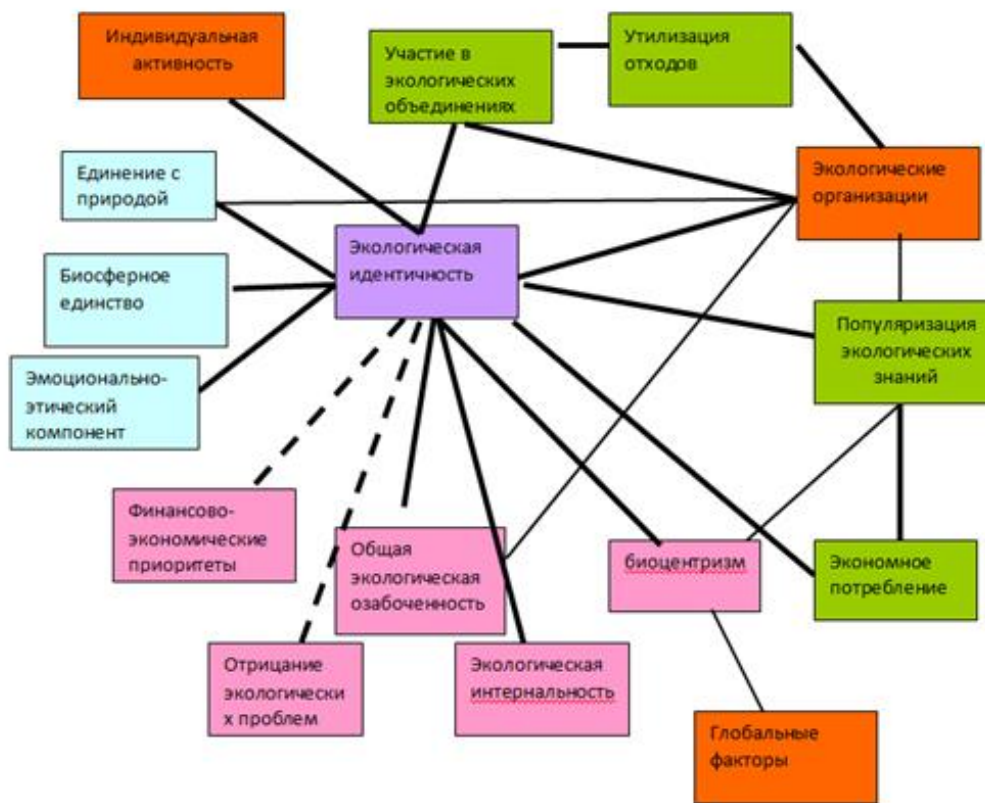 Индивидуальная
активность
Участие в
экологических
объединениях
Утилизация
отходов
Единение с
природой
Экологические
организации
Экологическая
идентичность
Биосферное
единство
Популяризация
экологических
знаний
Эмоционально-
этический
компонент
Финансово-
экономические
приоритеты
Общая
экологическая
озабоченность
биоцентризм
Экономное
потребление
Отрицание
экологически
х проблем
Экологическая
интернальность
Глобальные
факторы